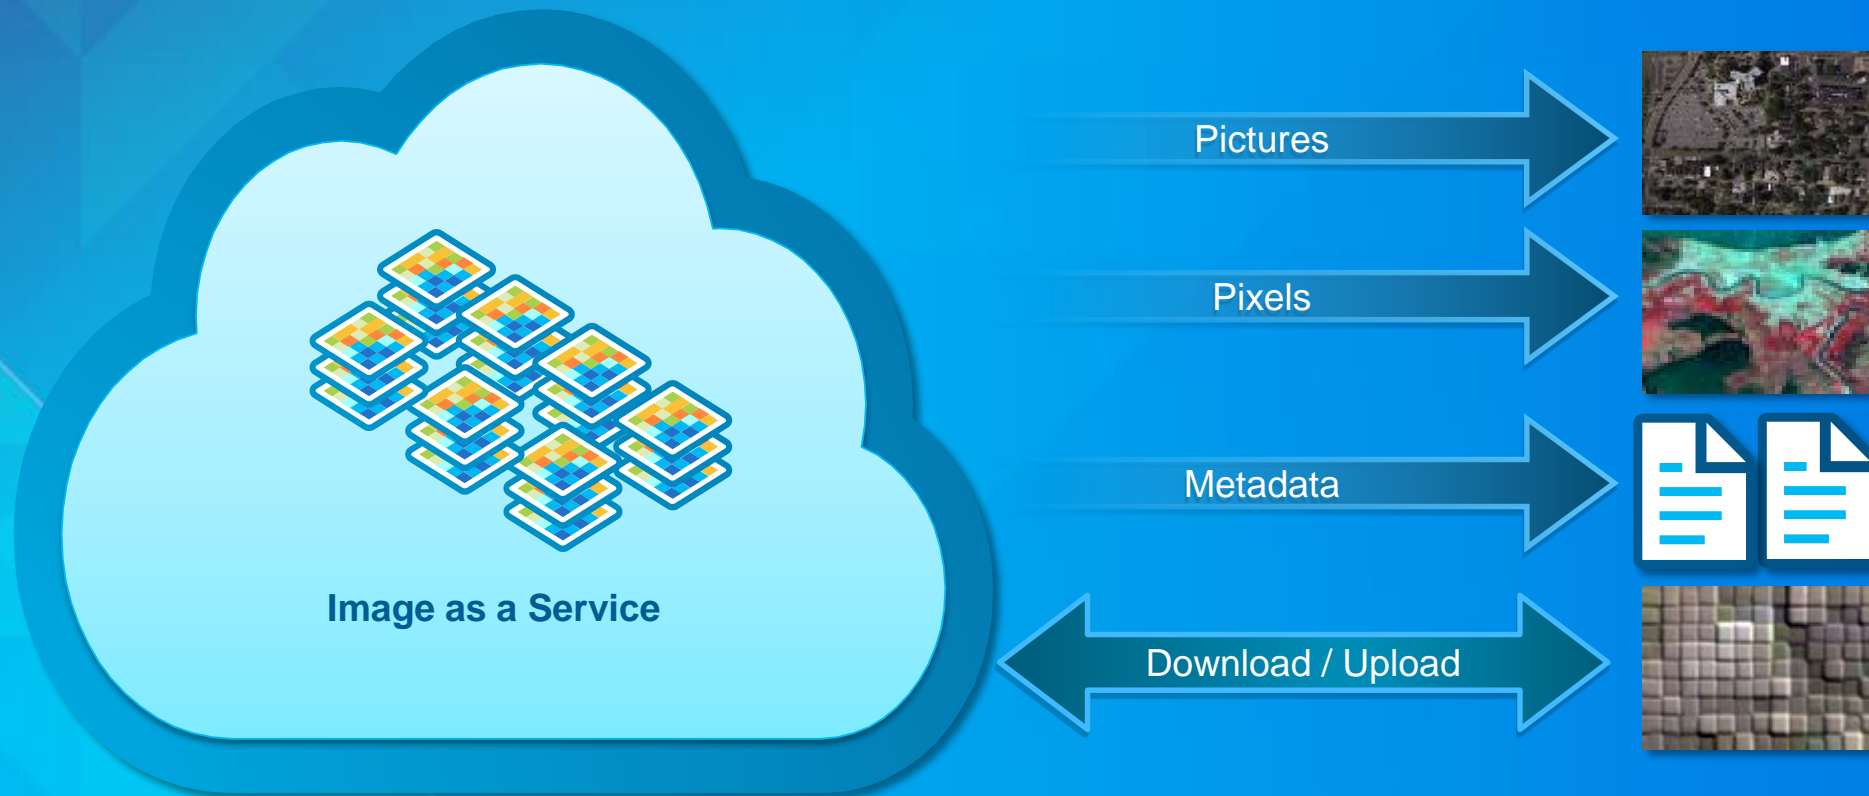 Pictures
Pixels
Metadata
Image as a Service
Download / Upload